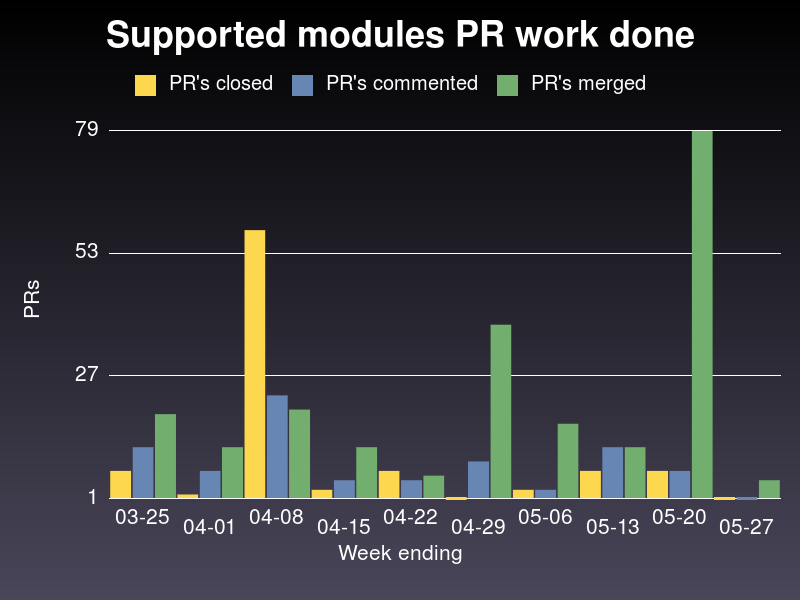 Supported modules PR work done
PR's closed PR's commented PR's merged
79
53
27
1
PRs
03-25 04-01 04-08 04-15 04-22 04-29 05-06 05-13 05-20 05-27
Week ending